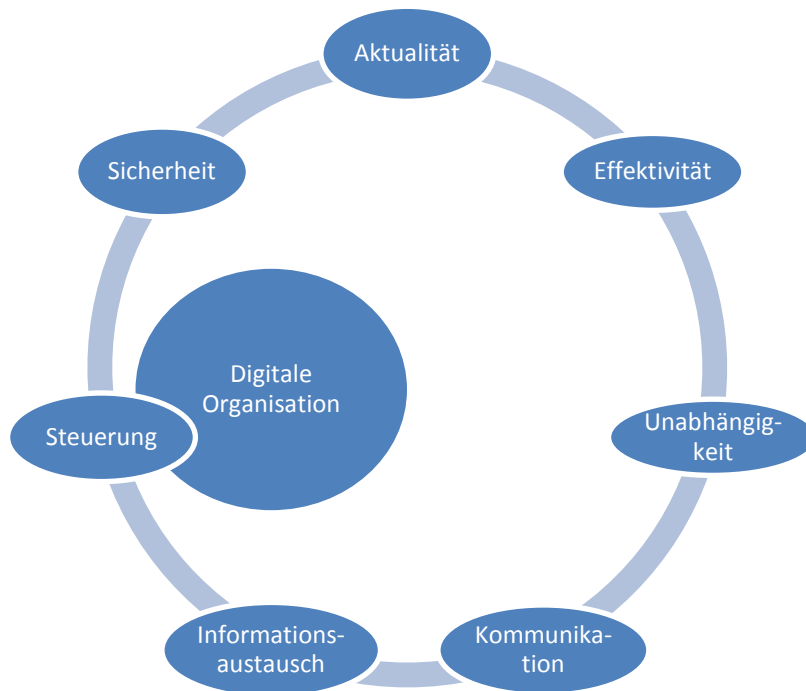 Aktualität
Effektivität
Sicherheit
Digitale
Organisation
Unabhängig-
keit
Steuerung
Kommunika-
tion
Informations-
austausch